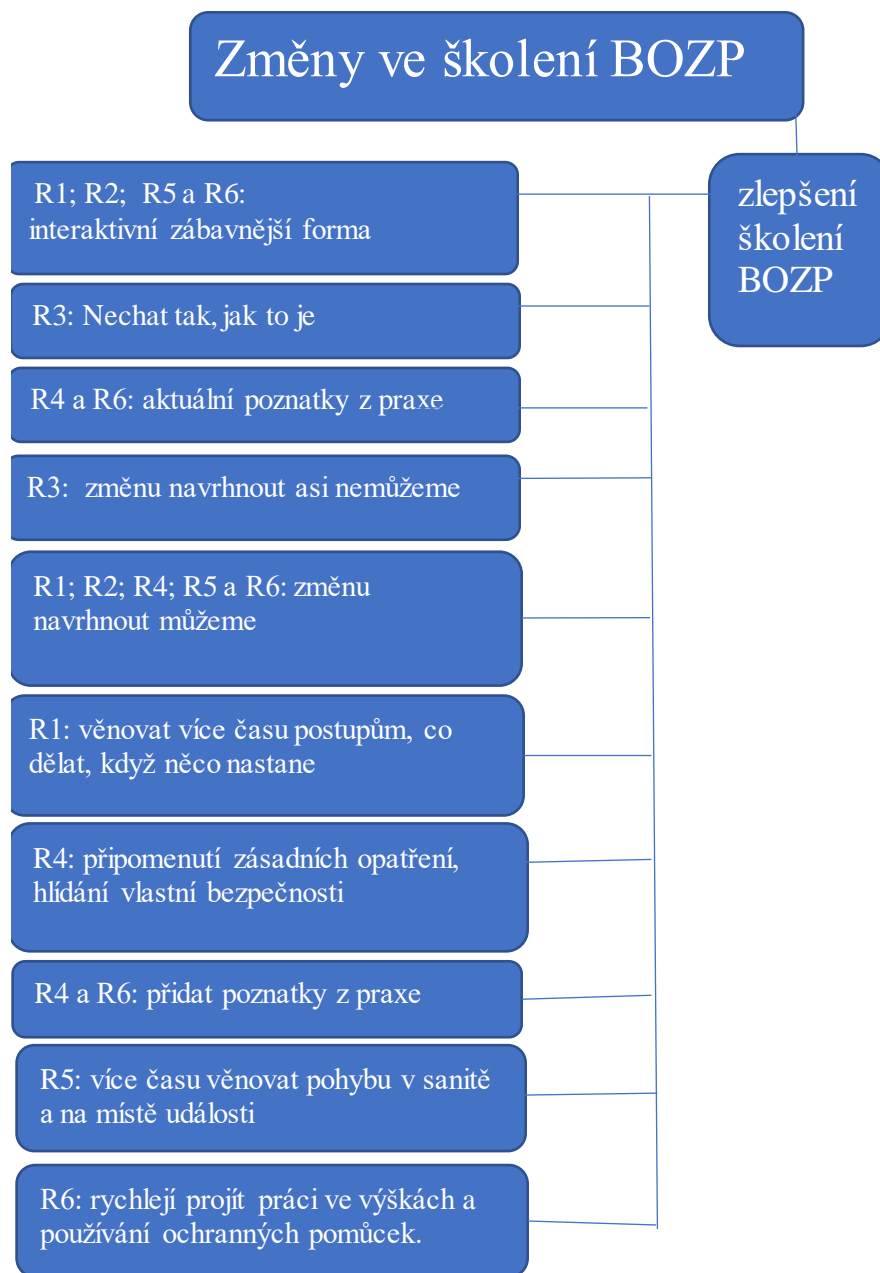 Změny ve školení BOZP
zlepšení
školení
BOZP
R1; R2; R5 a R6:
interaktivní zábavnější forma
R3: Nechat tak, jak to je
R4 a R6: aktuální poznatky z praxe
R3: změnu navrhnout asi nemůžeme
R1; R2; R4; R5 a R6: změnu
navrhnout můžeme
R1: věnovat více času postupům, co
dělat, když něco nastane
R4: připomenutí zásadních opatření,
hlídání vlastní bezpečnosti
R4 a R6: přidat poznatky z praxe
R5: více času věnovat pohybu v sanitě
a na místě události
R6: rychlejí projít práci ve výškách a
používání ochranných pomůcek.